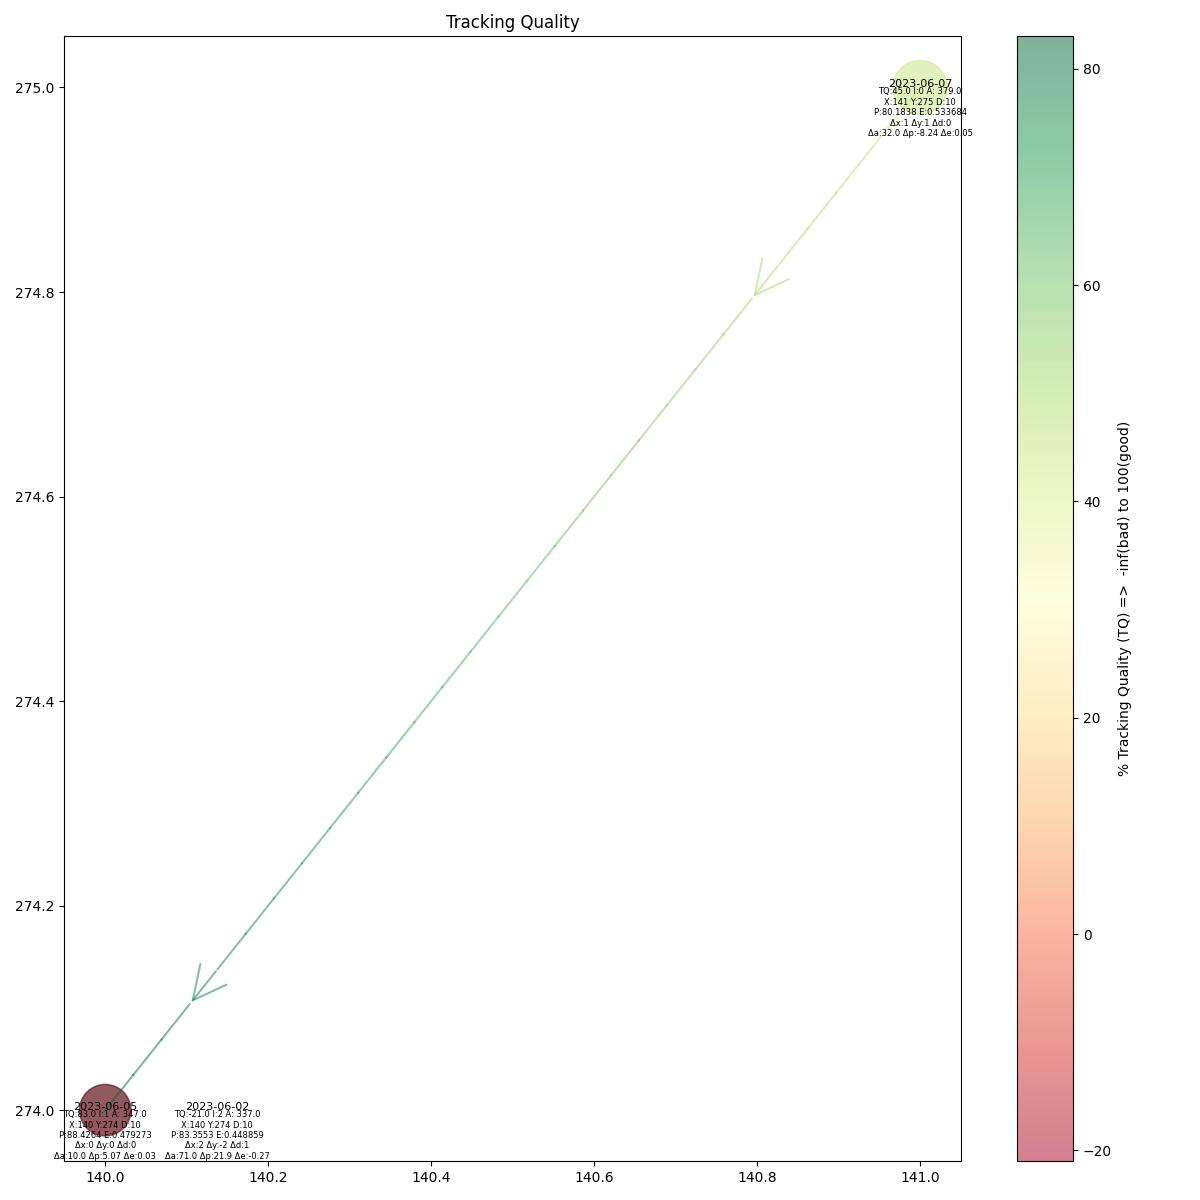 Tracking Quality
275.0
274.8
274.6
274.4
274.2
274.0
140.0
140.2
140.4
140.6
140.8
141.0
2023-06-07
TQ:45.0 I:0 A: 379.0
X:141 Y:275 D:10
P:80.1838 E:0.533684
Δx:1 Δy:1 Δd:0
Δa:32.0 Δp:-8.24 Δe:0.05
2023-06-05
TQ:83.0 I:1 A: 347.0
X:140 Y:274 D:10
P:88.4264 E:0.479273
Δx:0 Δy:0 Δd:0
Δa:10.0 Δp:5.07 Δe:0.03
2023-06-02
TQ:-21.0 I:2 A: 337.0
X:140 Y:274 D:10
P:83.3553 E:0.448859
Δx:2 Δy:-2 Δd:1
Δa:71.0 Δp:21.9 Δe:-0.27
80
60
40
20
0
−20
% Tracking Quality (TQ) => -inf(bad) to 100(good)